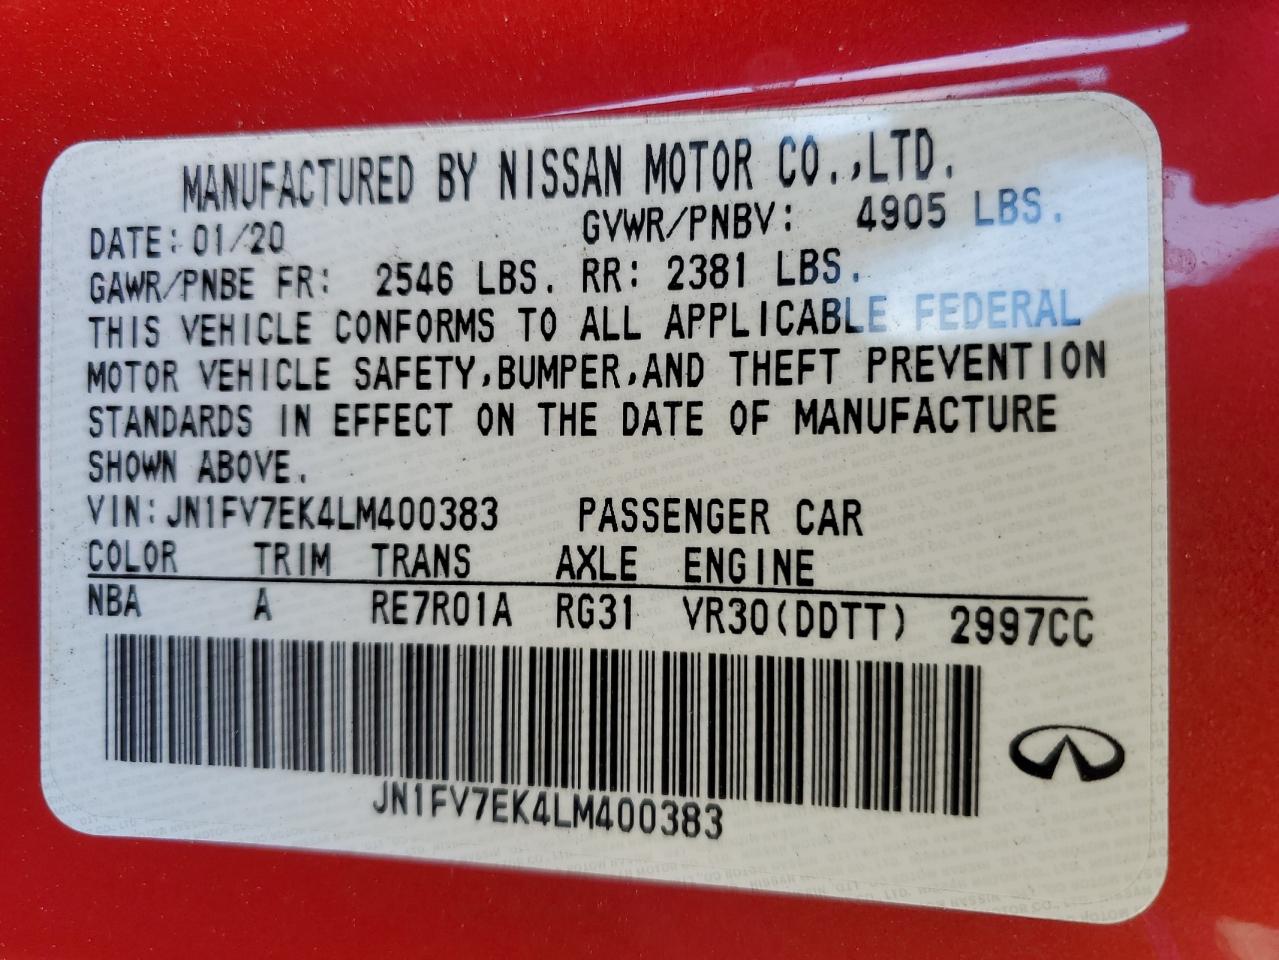 MANUFACTURED BY NISSAN MOTOR CO.,LTD.
DATE: 01/20 GVWR/PNBV: 4905 LBS.
GAWR/PNBE FR: 2546 LBS. RR: 2381 LBS.
THIS VEHICLE CONFORMS TO ALL APPLICABLE FEDERAL
MOTOR VEHICLE SAFETY,BUMPER,AND THEFT PREVENTION
STANDARDS IN EFFECT ON THE DATE OF MANUFACTURE
SHOWN ABOVE.
VIN:JN1FV7EK4LM400383 PASSENGER CAR
COLOR TRIM TRANS AXLE ENGINE
NBA A RE7R01A RG31 VR30(DDTT) 2997CC
JN1FV7EK4LM400383